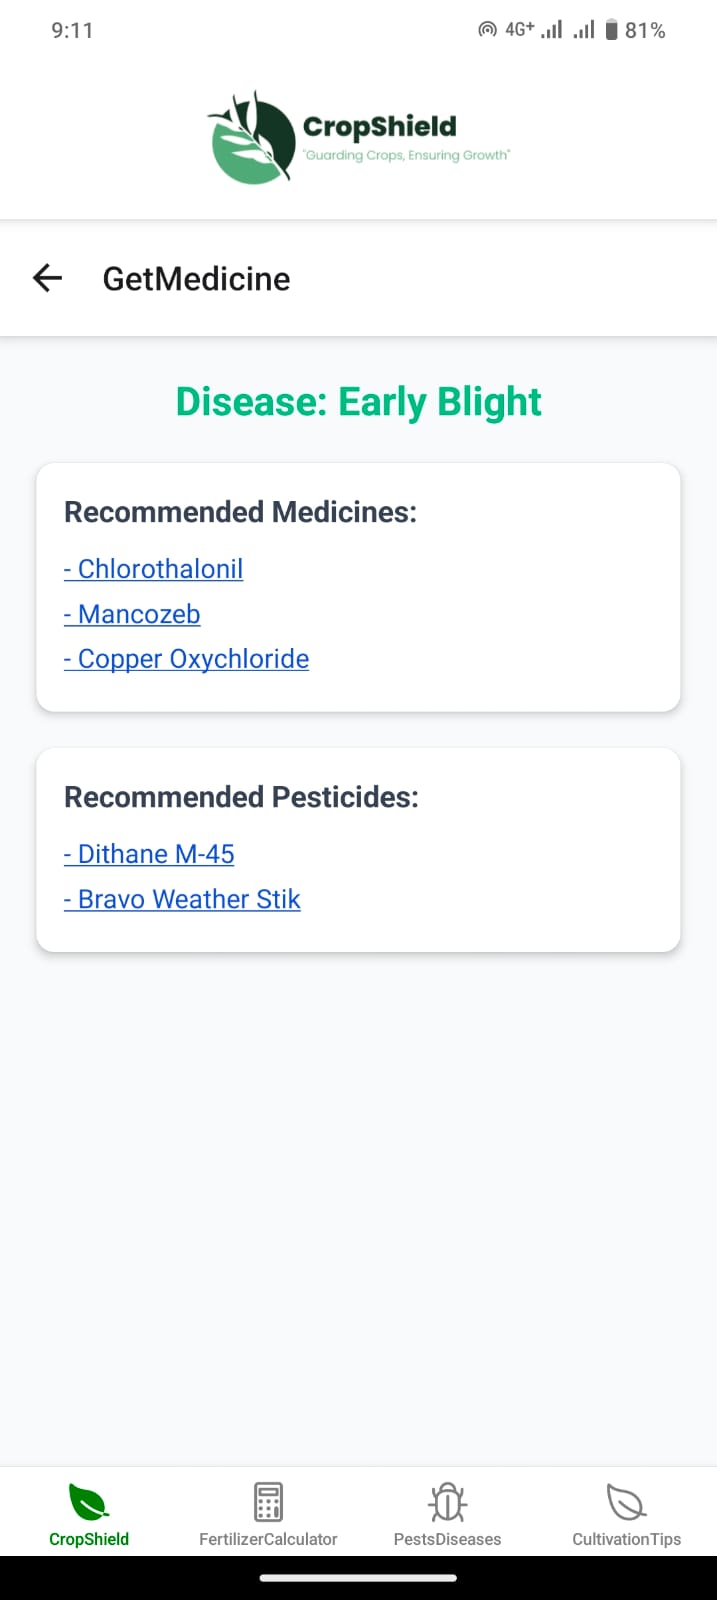 9:11 4G+ 81%
CropShield
"Guarding Crops, Ensuring Growth"
GetMedicine
Disease: Early Blight
Recommended Medicines:
- Chlorothalonil
- Mancozeb
- Copper Oxychloride
Recommended Pesticides:
- Dithane M-45
- Bravo Weather Stik
CropShield FertilizerCalculator PestsDiseases CultivationTips